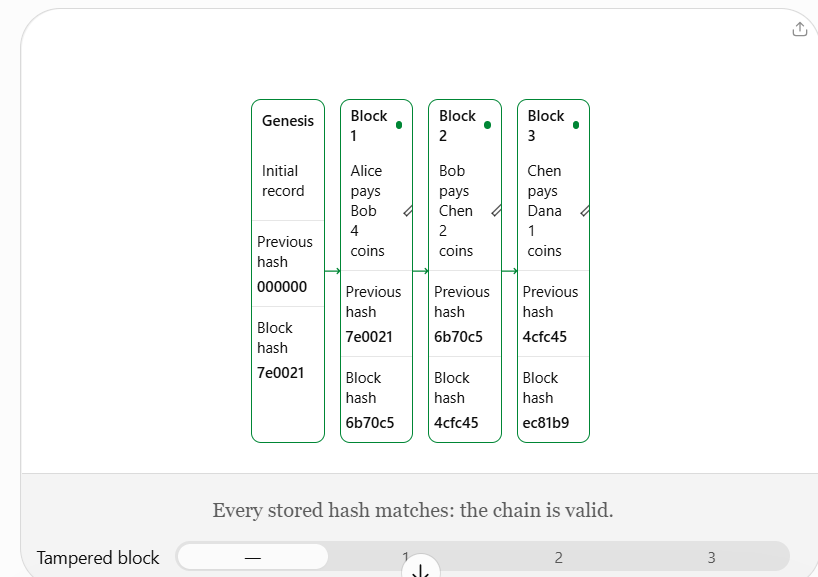 Genesis
Initial
record
Previous
hash
000000
Block
hash
7e0021
Block
1
Alice
pays
Bob
4
coins
Previous
hash
7e0021
Block
hash
6b70c5
Block
2
Bob
pays
Chen
2
coins
Previous
hash
6b70c5
Block
hash
4cfc45
Block
3
Chen
pays
Dana
1
coins
Previous
hash
4cfc45
Block
hash
ec81b9
Every stored hash matches: the chain is valid.
Tampered block — 1 2 3